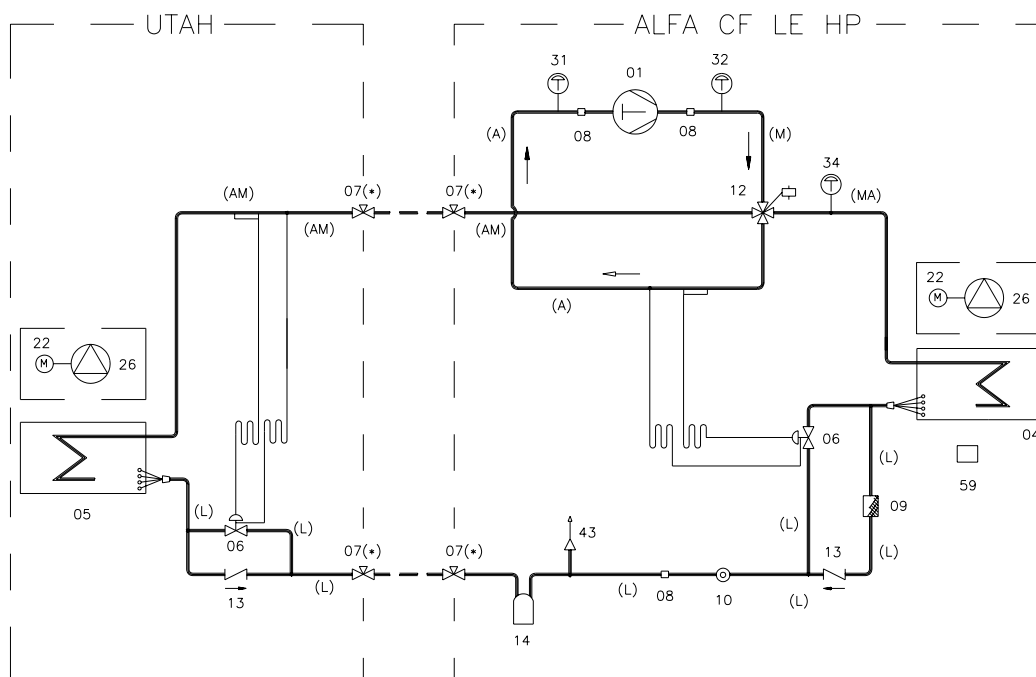 UTAH
ALFA CF LE HP
31
01
32
08
08
(A)
(M)
34
12
07(*)
07(*)
(AM)
(MA)
(AM)
(AM)
(A)
22
M
26
22
M
26
06
04
(L)
59
09
05
(L)
(L)
(L)
06
43
(L)
13
07(*)
07(*)
13
(L)
(L)
08
10
(L)
14